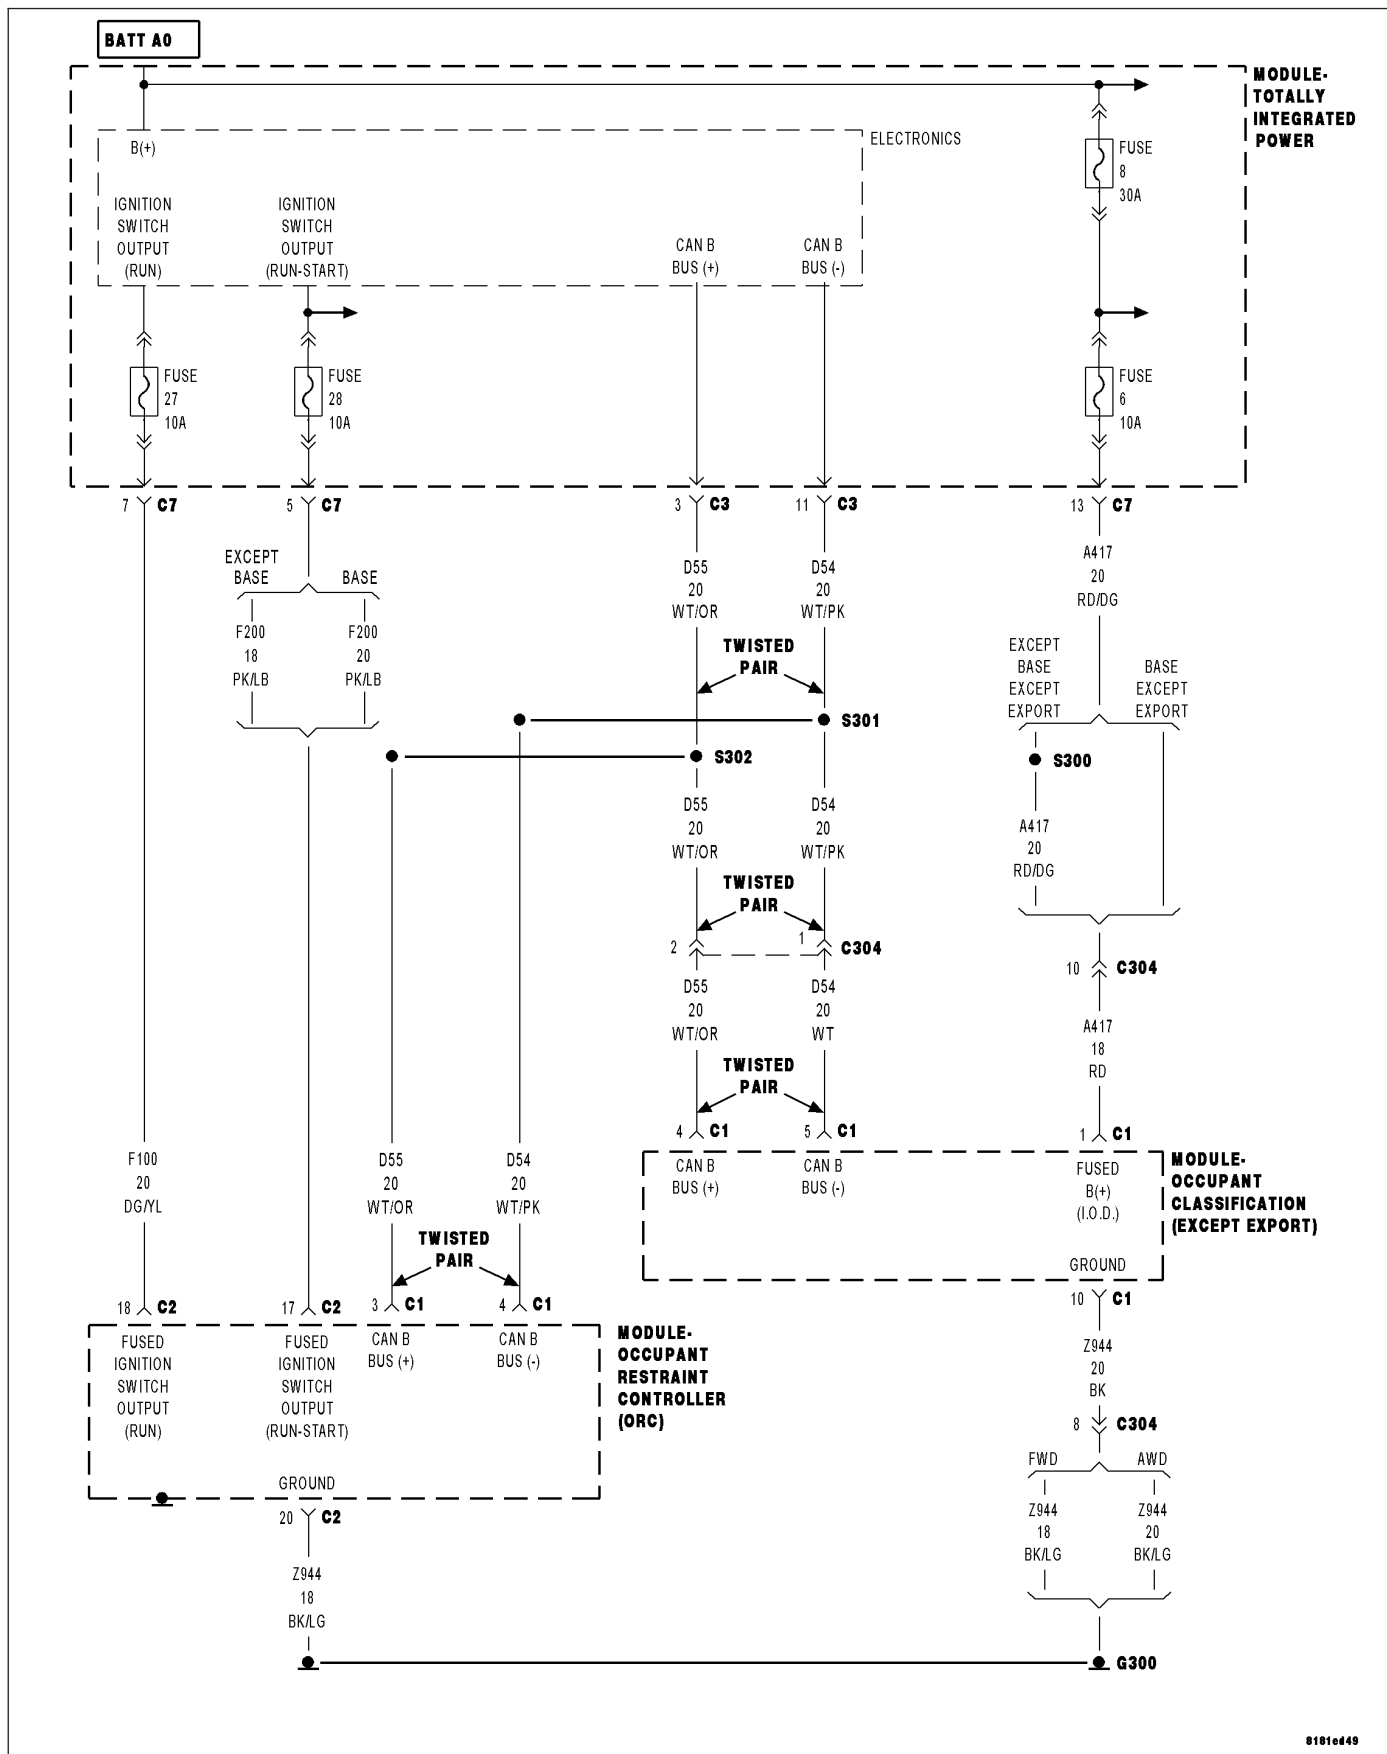 BATT A0
MODULE-
TOTALLY
INTEGRATED
POWER
ELECTRONICS
B(+)
FUSE
8
30A
IGNITION
SWITCH
OUTPUT
(RUN)
IGNITION
SWITCH
OUTPUT
(RUN-START)
CAN B
BUS (+)
CAN B
BUS (-)
FUSE
27
10A
FUSE
28
10A
FUSE
6
10A
7 C7
5 C7
3 C3
11 C3
13 C7
EXCEPT
BASE
BASE
F200
18
PK/LB
F200
20
PK/LB
D55
20
WT/OR
D54
20
WT/PK
A417
20
RD/DG
TWISTED
PAIR
EXCEPT
BASE
EXCEPT
EXPORT
BASE
EXCEPT
EXPORT
S301
S302
S300
D55
20
WT/OR
D54
20
WT/PK
A417
20
RD/DG
TWISTED
PAIR
2
1 C304
10 C304
D55
20
WT/OR
D54
20
WT
A417
18
RD
TWISTED
PAIR
4 C1
5 C1
1 C1
CAN B
BUS (+)
CAN B
BUS (-)
FUSED
B(+)
(I.O.D.)
GROUND
MODULE-
OCCUPANT
CLASSIFICATION
(EXCEPT EXPORT)
F100
20
DG/YL
D55
20
WT/OR
D54
20
WT/PK
TWISTED
PAIR
18 C2
17 C2
3 C1
4 C1
10 C1
FUSED
IGNITION
SWITCH
OUTPUT
(RUN)
FUSED
IGNITION
SWITCH
OUTPUT
(RUN-START)
CAN B
BUS (+)
CAN B
BUS (-)
GROUND
MODULE-
OCCUPANT
RESTRAINT
CONTROLLER
(ORC)
Z944
20
BK
8 C304
FWD
AWD
Z944
18
BK/LG
Z944
20
BK/LG
20 C2
Z944
18
BK/LG
G300
8181ed49